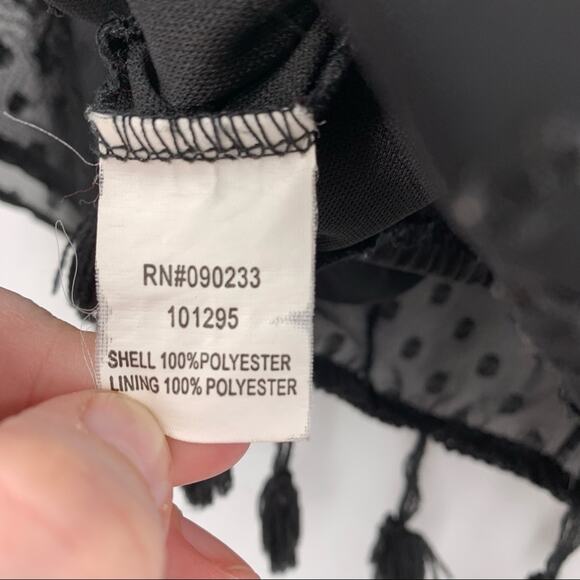 RN#090233
101295
SHELL 100%POLYESTER
LINING 100% POLYESTER